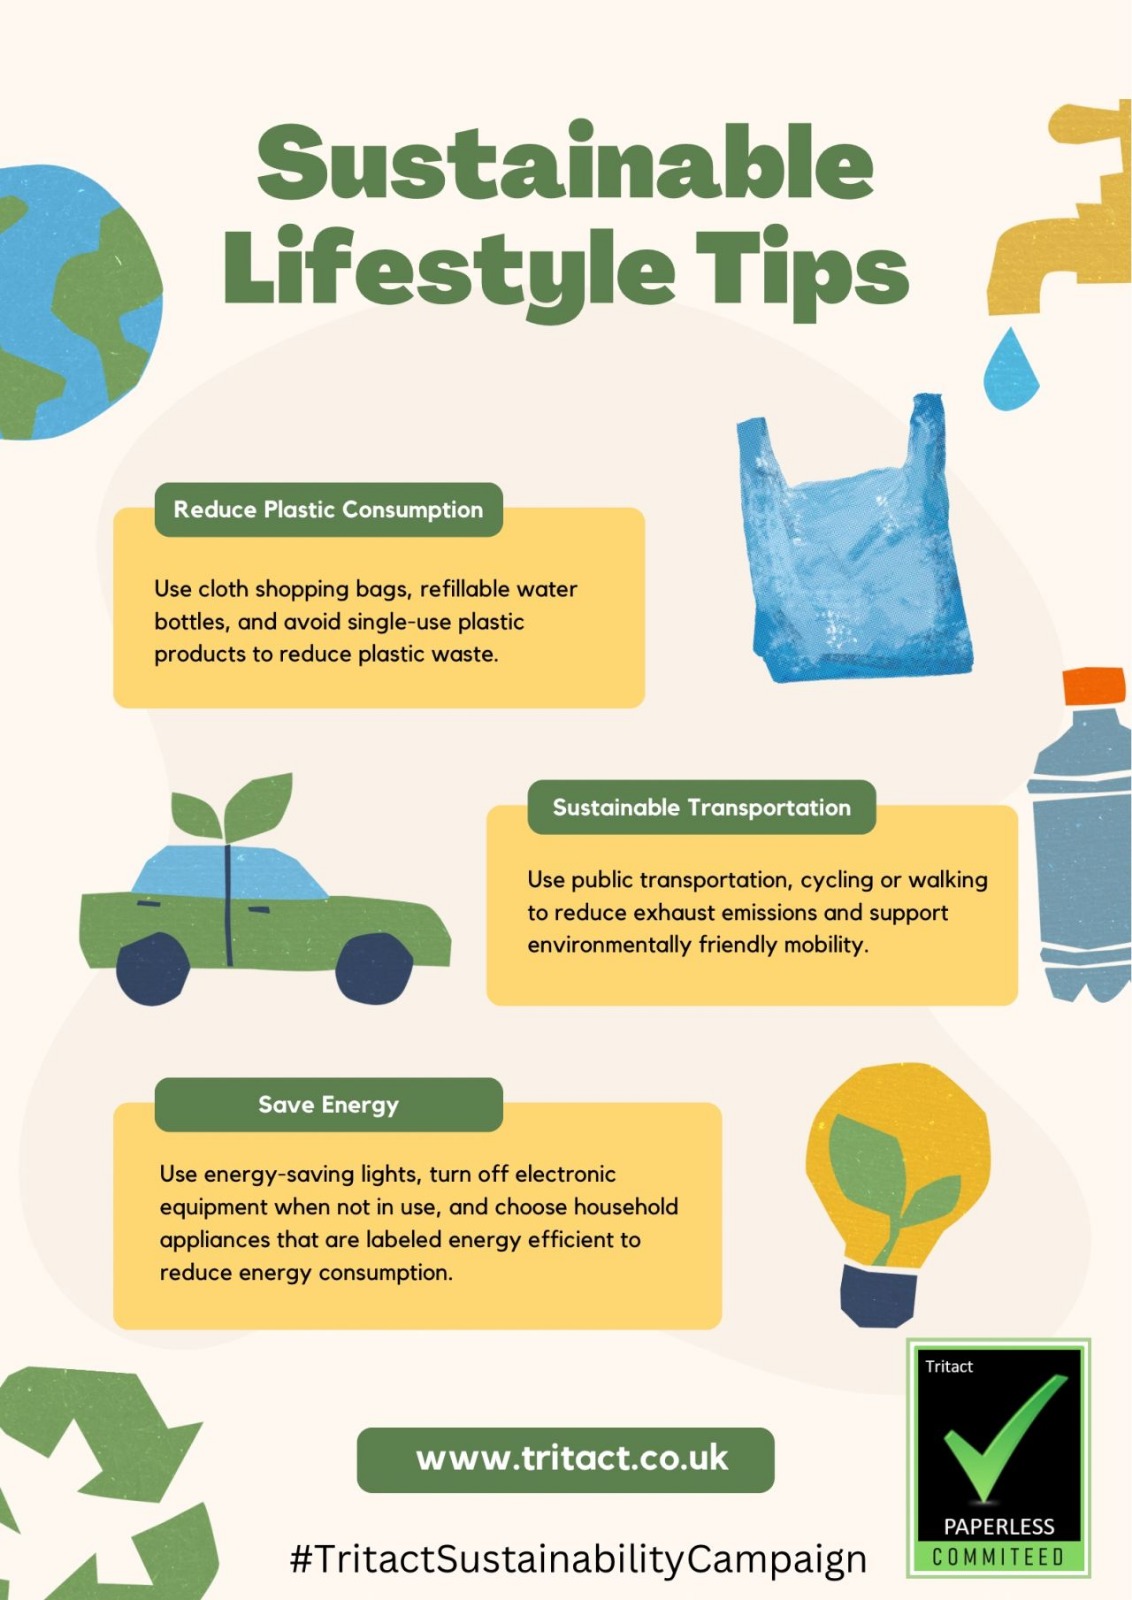 Sustainable
Lifestyle Tips
Reduce Plastic Consumption
Use cloth shopping bags, refillable water
bottles, and avoid single-use plastic
products to reduce plastic waste.
Sustainable Transportation
Use public transportation, cycling or walking
to reduce exhaust emissions and support
environmentally friendly mobility.
Save Energy
Use energy-saving lights, turn off electronic
equipment when not in use, and choose household
appliances that are labeled energy efficient to
reduce energy consumption.
Tritact
PAPERLESS
COMMITEED
www.tritact.co.uk
#TritactSustainabilityCampaign